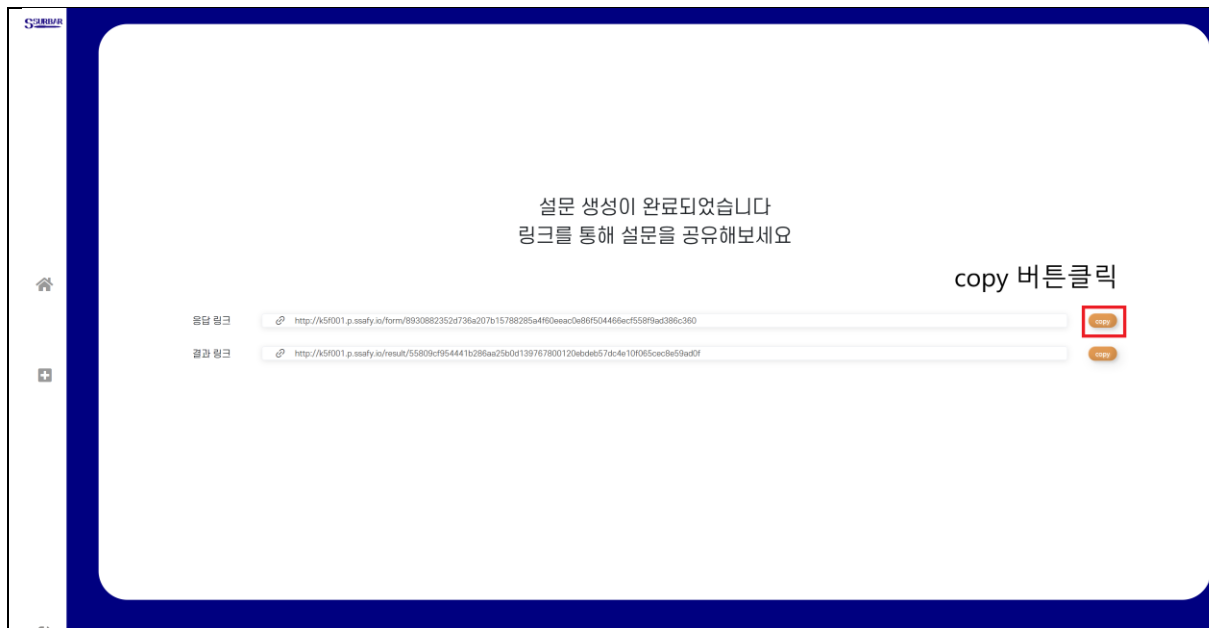 SSURBAR
설문 생성이 완료되었습니다
링크를 통해 설문을 공유해보세요
copy 버튼클릭
응답 링크 http://k5f001.p.ssafy.io/form/8930882352d736a207b15788285a4f60eeac0e86f504466ecf558f9ad386c360 copy
결과 링크 http://k5f001.p.ssafy.io/result/55809cf954441b286aa25b0d139767800120ebdeb57dc4e10f065cec8e59ad0f copy